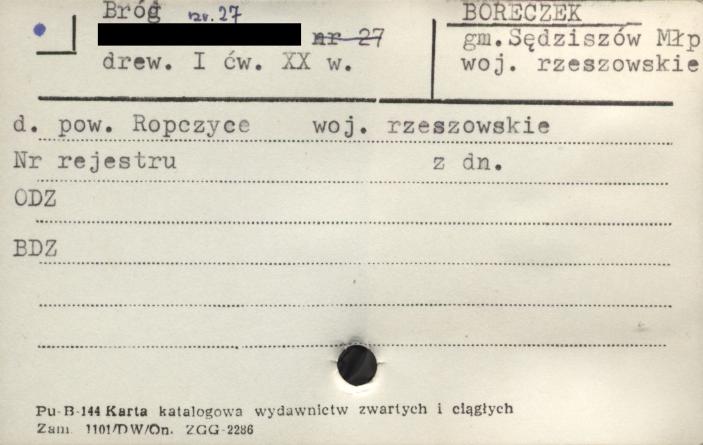 Bróg nr. 27
nr 27
drew. I ćw. XX w.
BORECZEK
gm.Sędziszów Młp
woj. rzeszowskie
d. pow. Ropczyce woj. rzeszowskie
Nr rejestru z dn.
ODZ
BDZ
Pu-B-144 Karta katalogowa wydawnictw zwartych i ciągłych
Zam. 1101/DW/On. ZGG-2286